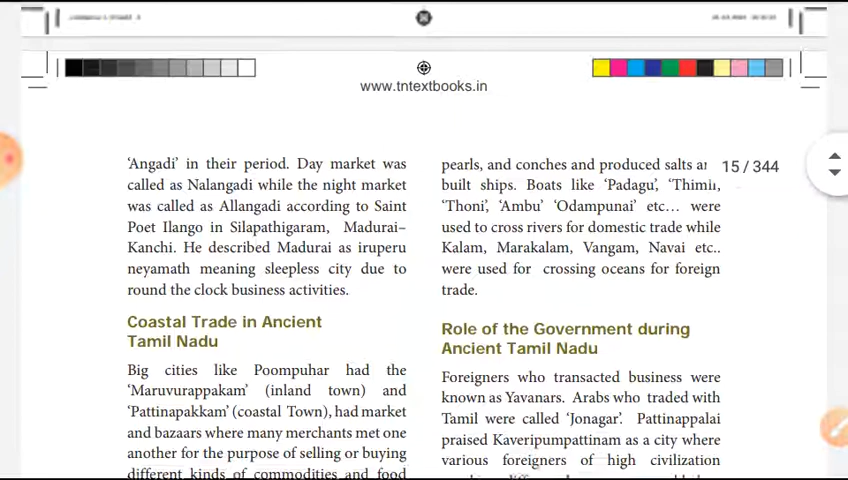 www.tntextbooks.in
'Angadi' in their period. Day market was
called as Nalangadi while the night market
was called as Allangadi according to Saint
Poet Ilango in Silapathigaram, Madurai–
Kanchi. He described Madurai as iruperu
neyamath meaning sleepless city due to
round the clock business activities.
Coastal Trade in Ancient
Tamil Nadu
Big cities like Poompuhar had the
'Maruvurappakam' (inland town) and
'Pattinapakkam' (coastal Town), had market
and bazaars where many merchants met one
another for the purpose of selling or buying
different kinds of commodities and food
pearls, and conches and produced salts
built ships. Boats like 'Padagu', 'Thimil,
'Thoni', 'Ambu' 'Odampunai' etc… were
used to cross rivers for domestic trade while
Kalam, Marakalam, Vangam, Navai etc..
were used for crossing oceans for foreign
trade.
Role of the Government during
Ancient Tamil Nadu
Foreigners who transacted business were
known as Yavanars. Arabs who traded with
Tamil were called 'Jonagar'. Pattinappalai
praised Kaveripumpattinam as a city where
various foreigners of high civilization
15 / 344